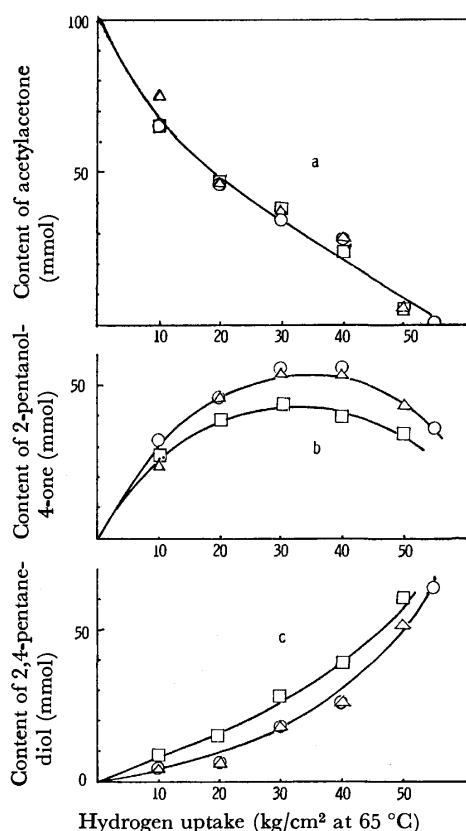 Content of acetylacetone
(mmol)
100
50
a
10 20 30 40 50
Content of 2-pentanol-
4-one (mmol)
50
b
10 20 30 40 50
Content of 2,4-pentane-
diol (mmol)
50
0
c
10 20 30 40 50
Hydrogen uptake (kg/cm² at 65 °C)